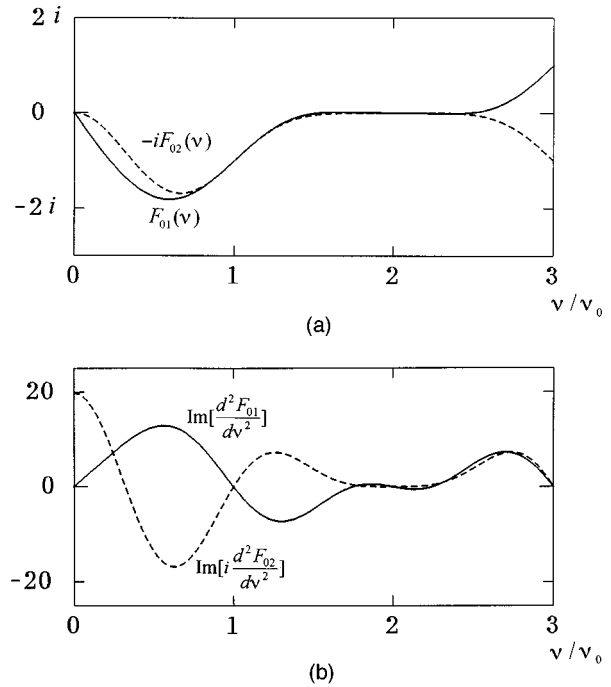 2 i
0
-2 i
-iF₀₂(ν)
F₀₁(ν)
0 1 2 3
ν/ν₀
(a)
20
0
-20
Im[d²F₀₁/dν²]
Im[i d²F₀₂/dν²]
0 1 2 3
ν/ν₀
(b)